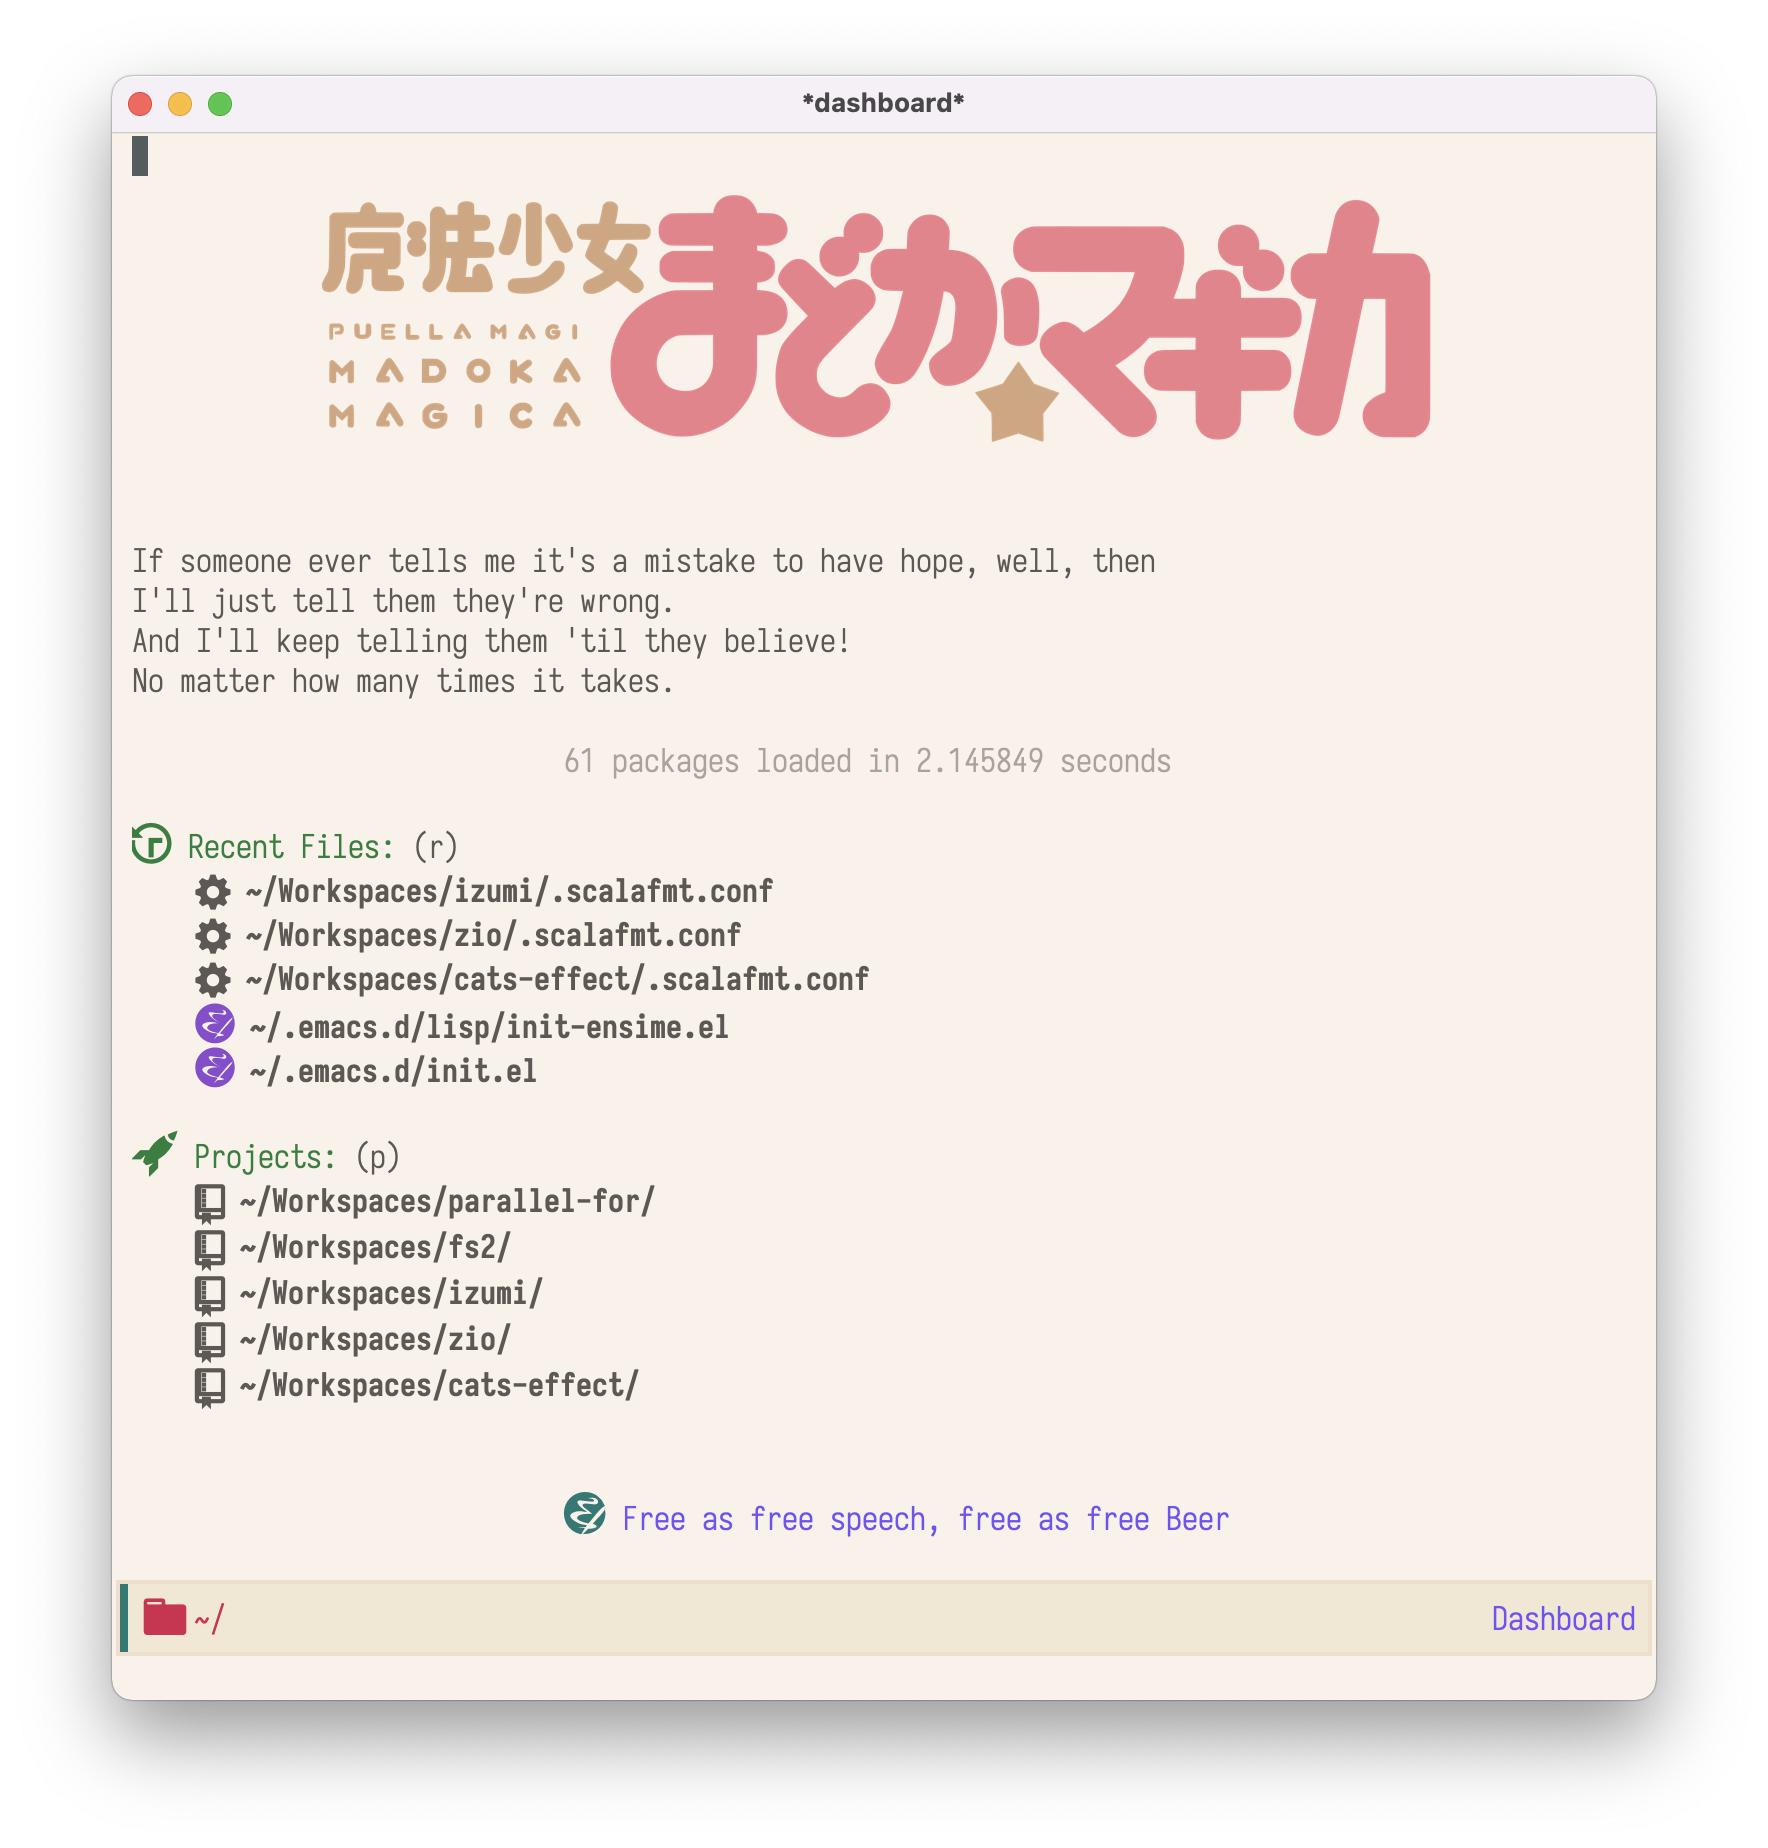 *dashboard*
魔法少女
まどか★マギカ
PUELLA MAGI
MADOKA
MAGICA
If someone ever tells me it's a mistake to have hope, well, then
I'll just tell them they're wrong.
And I'll keep telling them 'til they believe!
No matter how many times it takes.
61 packages loaded in 2.145849 seconds
Recent Files: (r)
~/Workspaces/izumi/.scalafmt.conf
~/Workspaces/zio/.scalafmt.conf
~/Workspaces/cats-effect/.scalafmt.conf
~/.emacs.d/lisp/init-ensime.el
~/.emacs.d/init.el
Projects: (p)
~/Workspaces/parallel-for/
~/Workspaces/fs2/
~/Workspaces/izumi/
~/Workspaces/zio/
~/Workspaces/cats-effect/
Free as free speech, free as free Beer
~/ Dashboard